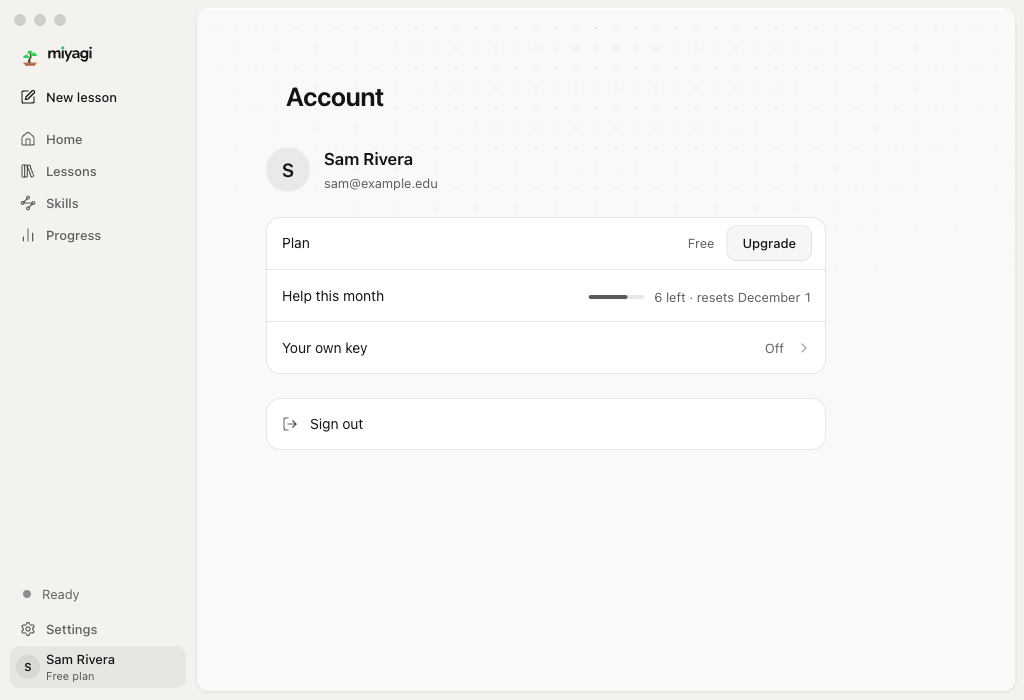 miyagi
New lesson
Home
Lessons
Skills
Progress
Ready
Settings
S
Sam Rivera
Free plan
Account
S
Sam Rivera
sam@example.edu
Plan
Free
Upgrade
Help this month
6 left · resets December 1
Your own key
Off
Sign out